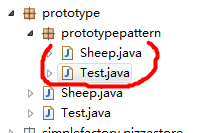 prototype
prototypepattern
Sheep.java
Test.java
Sheep.java
Test.java
simplefactory.pizzastore